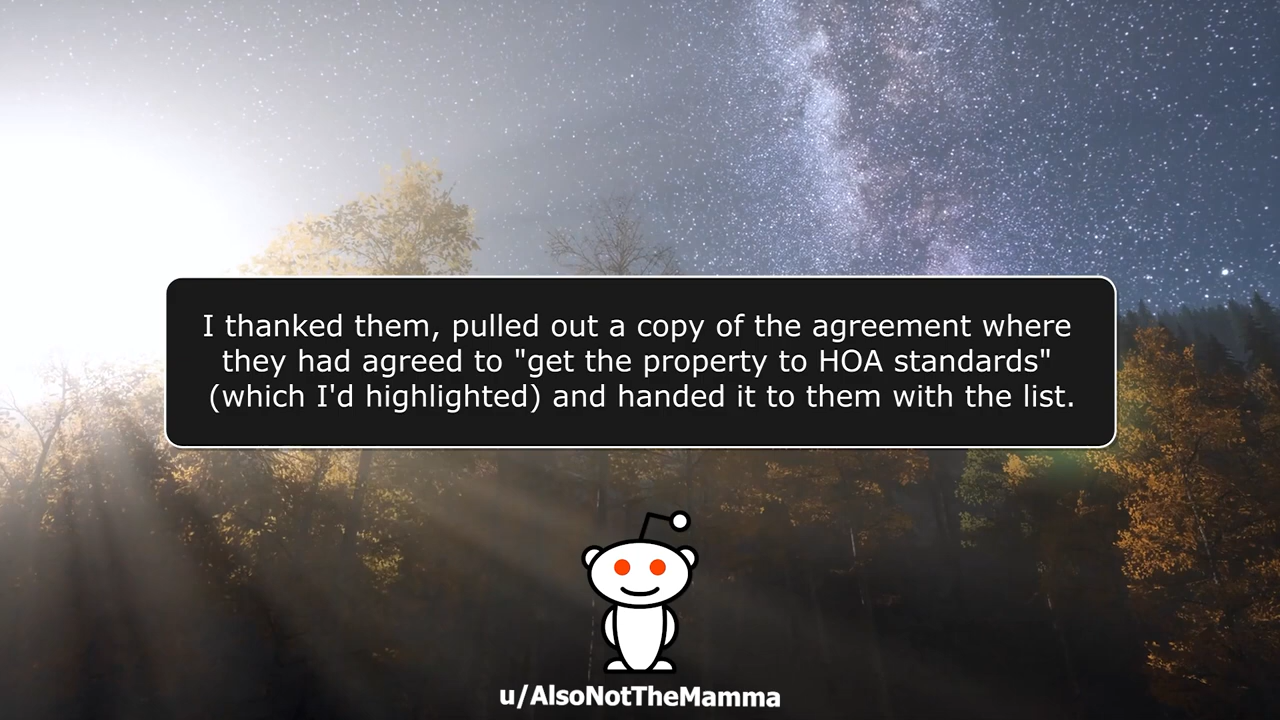 I thanked them, pulled out a copy of the agreement where
they had agreed to "get the property to HOA standards"
(which I'd highlighted) and handed it to them with the list.
u/AlsoNotTheMamma